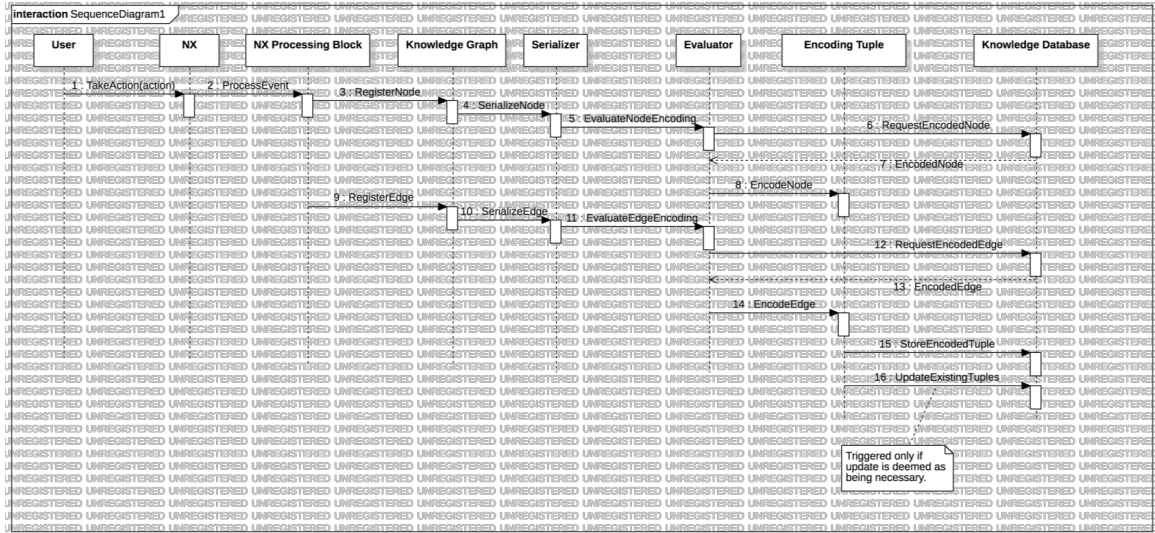 interaction SequenceDiagram1
User
NX
NX Processing Block
Knowledge Graph
Serializer
Evaluator
Encoding Tuple
Knowledge Database
1 : TakeAction(action)
2 : ProcessEvent
3 : RegisterNode
4 : SerializeNode
5 : EvaluateNodeEncoding
6 : RequestEncodedNode
7 : EncodedNode
8 : EncodeNode
9 : RegisterEdge
10 : SerializeEdge
11 : EvaluateEdgeEncoding
12 : RequestEncodedEdge
13 : EncodedEdge
14 : EncodeEdge
15 : StoreEncodedTuple
16 : UpdateExistingTuples
Triggered only if
update is deemed as
being necessary.
UNREGISTERED